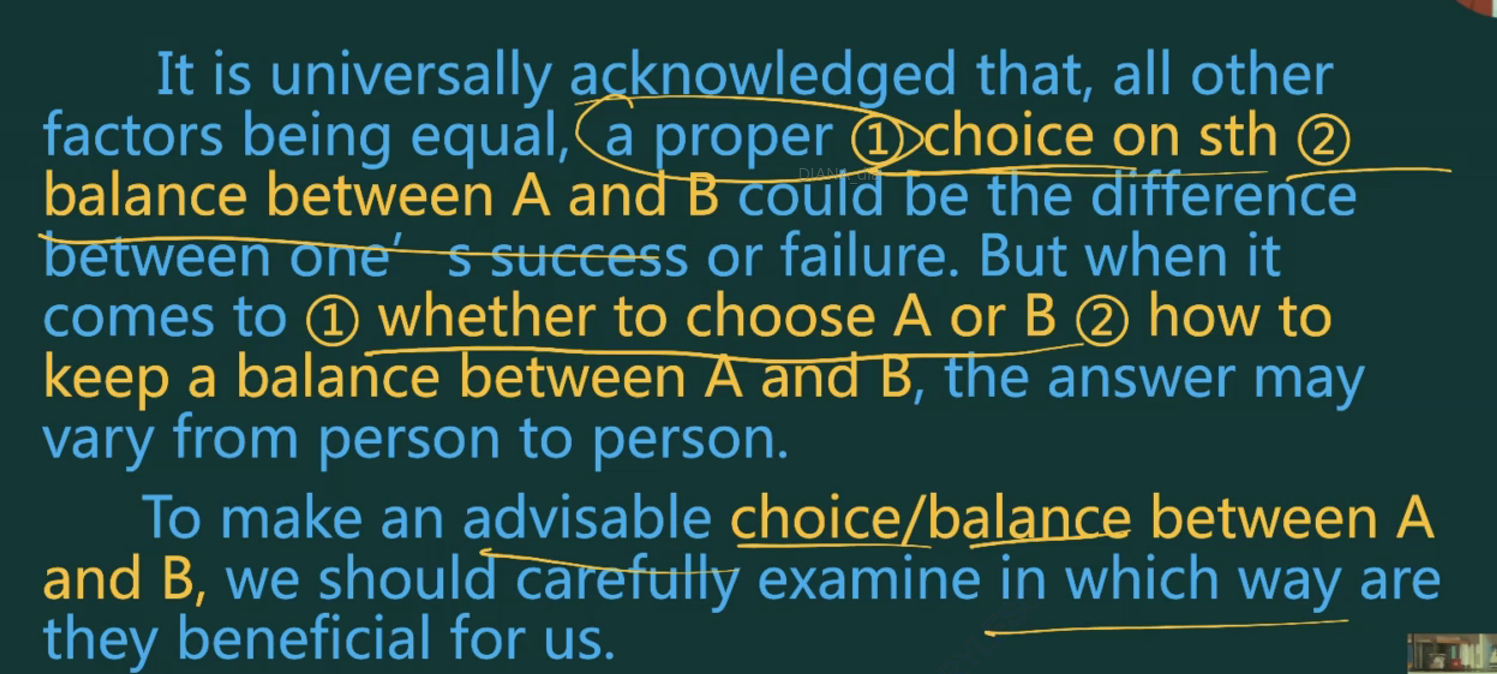 It is universally acknowledged that, all other
factors being equal, a proper ① choice on sth ②
balance between A and B could be the difference
between one’ s success or failure. But when it
comes to ① whether to choose A or B ② how to
keep a balance between A and B, the answer may
vary from person to person.
To make an advisable choice/balance between A
and B, we should carefully examine in which way are
they beneficial for us.